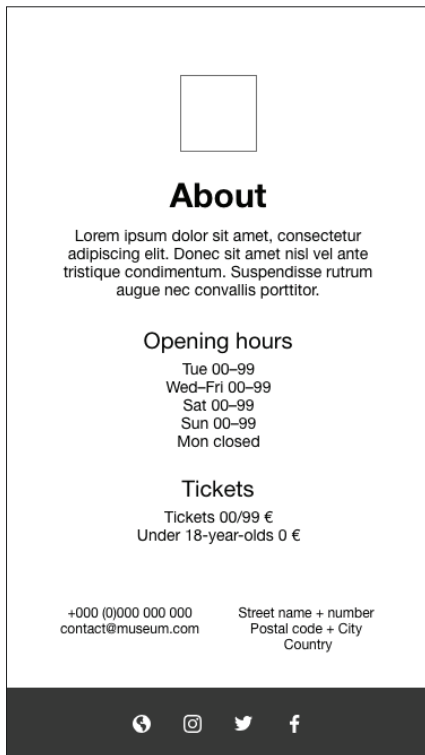 About
Lorem ipsum dolor sit amet, consectetur
adipiscing elit. Donec sit amet nisl vel ante
tristique condimentum. Suspendisse rutrum
augue nec convallis porttitor.
Opening hours
Tue 00–99
Wed–Fri 00–99
Sat 00–99
Sun 00–99
Mon closed
Tickets
Tickets 00/99 €
Under 18-year-olds 0 €
+000 (0)000 000 000
contact@museum.com
Street name + number
Postal code + City
Country